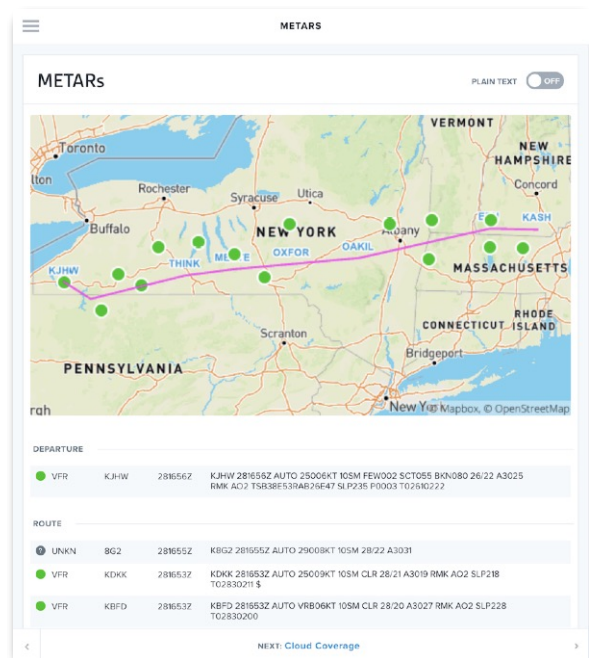 METARS
METARs
PLAIN TEXT OFF
VERMONT
Toronto
NEW
HAMPSHIRE
lton
Rochester
Concord
Syracuse
Utica
Buffalo
NEW YORK
KASH
OXFOR
OAKIL
THINK
KJHW
MASSACHUSETTS
RHODE
CONNECTICUT ISLAND
Scranton
Bridgeport
PENNSYLVANIA
rgh
New Yor
© Mapbox, © OpenStreetMap
DEPARTURE
VFR KJHW 281656Z KJHW 281656Z AUTO 25006KT 10SM FEW002 SCT055 BKN080 26/22 A3025
RMK AO2 TSB38E53RAB26E47 SLP235 P0003 T02610222
ROUTE
? UNKN 8G2 281655Z K8G2 281655Z AUTO 29008KT 10SM 28/22 A3031
VFR KDKK 281653Z KDKK 281653Z AUTO 25009KT 10SM CLR 28/21 A3019 RMK AO2 SLP218
T02830211 $
VFR KBFD 281653Z KBFD 281653Z AUTO VRB06KT 10SM CLR 28/20 A3027 RMK AO2 SLP228
T02830200
NEXT: Cloud Coverage